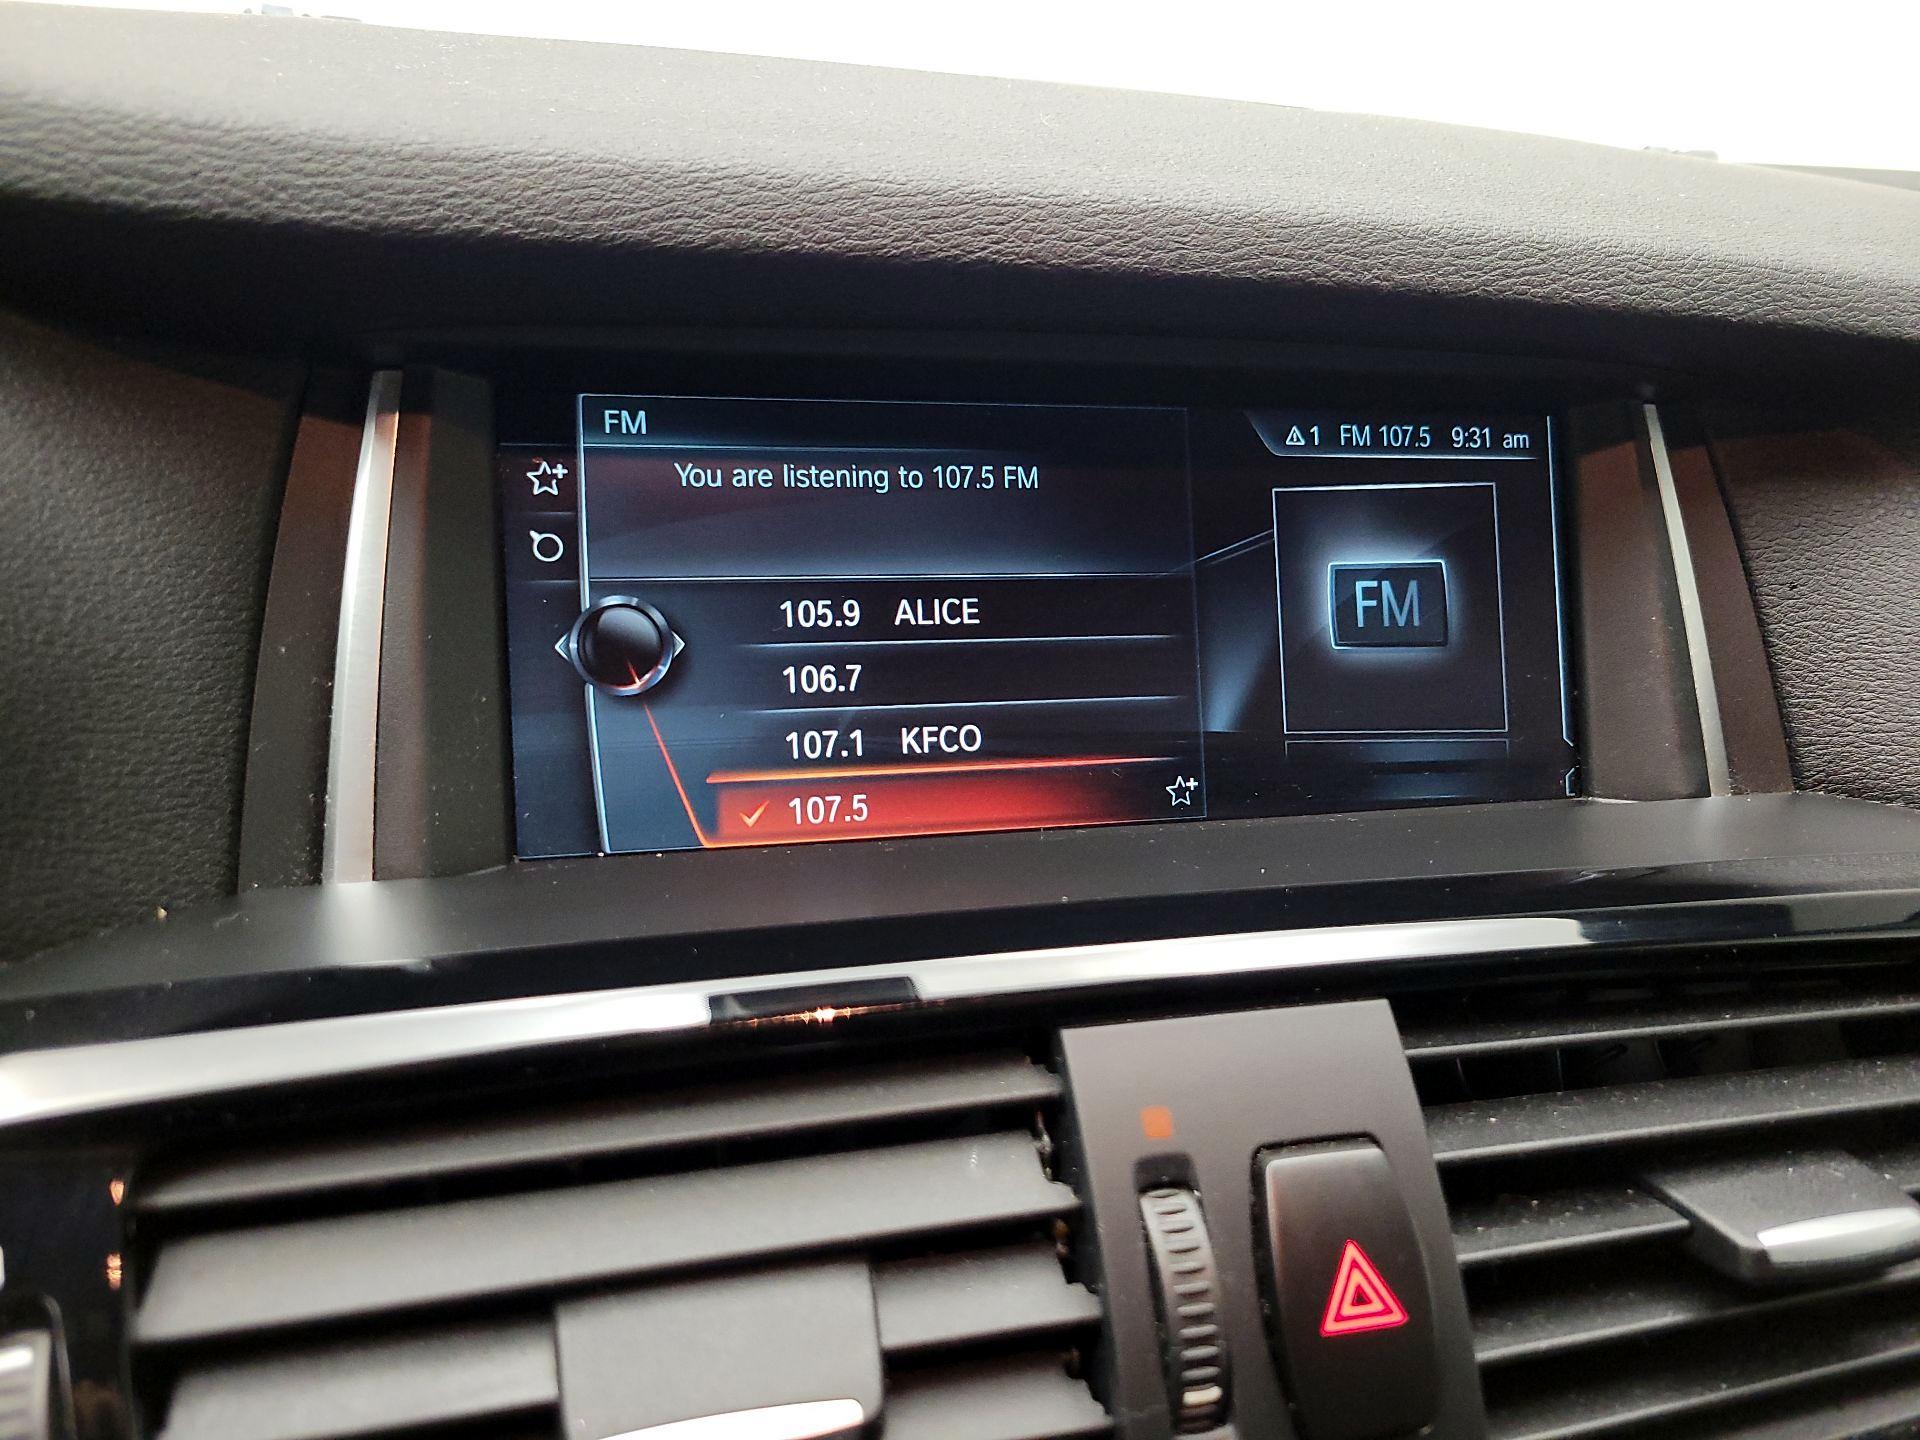 FM
1 FM 107.5 9:31 am
You are listening to 107.5 FM
FM
105.9 ALICE
106.7
107.1 KFCO
107.5